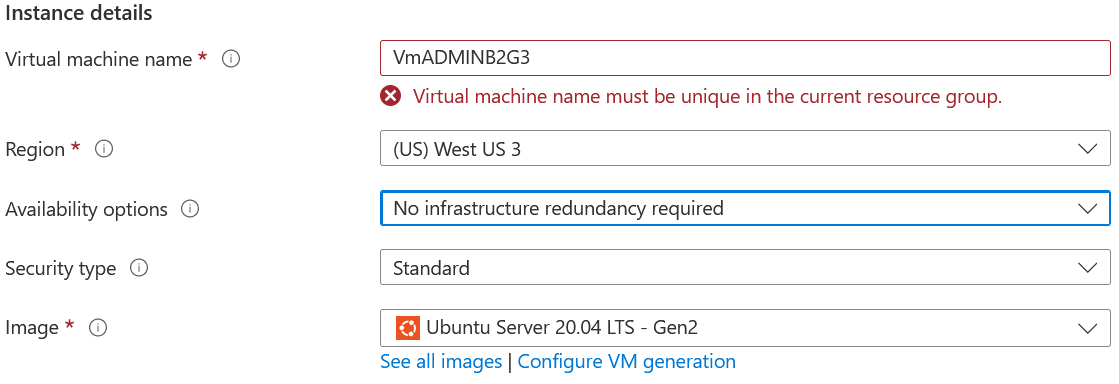 Instance details
Virtual machine name *
VmADMINB2G3
Virtual machine name must be unique in the current resource group.
Region *
(US) West US 3
Availability options
No infrastructure redundancy required
Security type
Standard
Image *
Ubuntu Server 20.04 LTS - Gen2
See all images | Configure VM generation